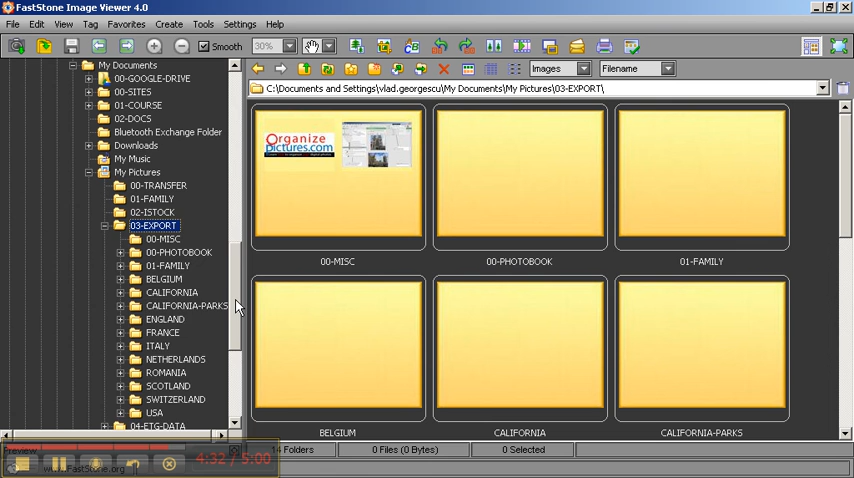 FastStone Image Viewer 4.0
File Edit View Tag Favorites Create Tools Settings Help
Smooth 30%
My Documents
00-GOOGLE-DRIVE
00-SITES
01-COURSE
02-DOCS
Bluetooth Exchange Folder
Downloads
My Music
My Pictures
00-TRANSFER
01-FAMILY
02-ISTOCK
03-EXPORT
00-MISC
00-PHOTOBOOK
01-FAMILY
BELGIUM
CALIFORNIA
CALIFORNIA-PARKS
ENGLAND
FRANCE
ITALY
NETHERLANDS
ROMANIA
SCOTLAND
SWITZERLAND
USA
04-ETG-DATA
Preview
www.FastStone.org
4:32 / 5:00
Images Filename
C:\Documents and Settings\vlad.georgescu\My Documents\My Pictures\03-EXPORT\
Organize
Pictures.com
00-MISC 00-PHOTOBOOK 01-FAMILY
BELGIUM CALIFORNIA CALIFORNIA-PARKS
14 Folders 0 Files (0 Bytes) 0 Selected